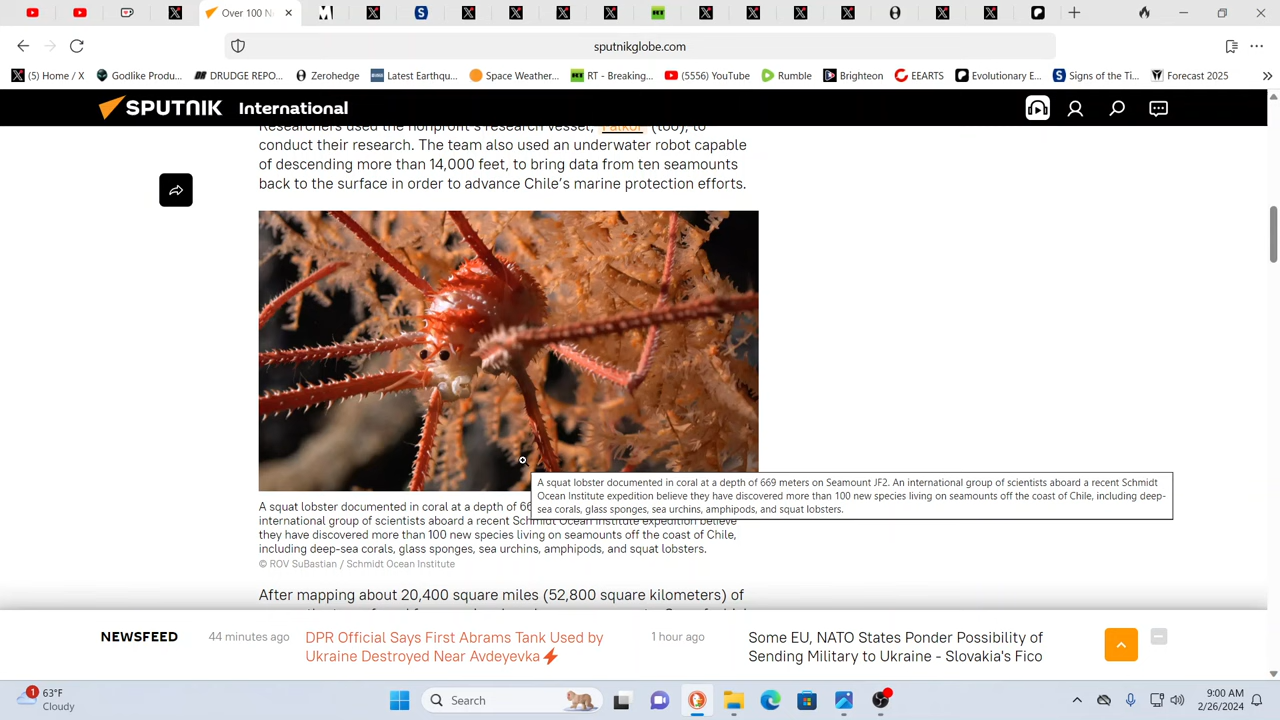 Over 100 N
sputnikglobe.com
(5) Home / X
Godlike Produ...
DRUDGE REPO...
Zerohedge
Latest Earthqu...
Space Weather...
RT - Breaking...
(5556) YouTube
Rumble
Brighteon
EEARTS
Evolutionary E...
Signs of the Ti...
Forecast 2025
SPUTNIK International
Researchers used the nonprofit's research vessel, Falkor (too), to
conduct their research. The team also used an underwater robot capable
of descending more than 14,000 feet, to bring data from ten seamounts
back to the surface in order to advance Chile's marine protection efforts.
A squat lobster documented in coral at a depth of 669 meters on Seamount JF2. An international group of scientists aboard a recent Schmidt
Ocean Institute expedition believe they have discovered more than 100 new species living on seamounts off the coast of Chile, including deep-
sea corals, glass sponges, sea urchins, amphipods, and squat lobsters.
A squat lobster documented in coral at a depth of 66
international group of scientists aboard a recent Schmidt Ocean Institute expedition believe
they have discovered more than 100 new species living on seamounts off the coast of Chile,
including deep-sea corals, glass sponges, sea urchins, amphipods, and squat lobsters.
© ROV SuBastian / Schmidt Ocean Institute
After mapping about 20,400 square miles (52,800 square kilometers) of
NEWSFEED
44 minutes ago
DPR Official Says First Abrams Tank Used by
Ukraine Destroyed Near Avdeyevka
1 hour ago
Some EU, NATO States Ponder Possibility of
Sending Military to Ukraine - Slovakia's Fico
1
63°F
Cloudy
Search
9:00 AM
2/26/2024